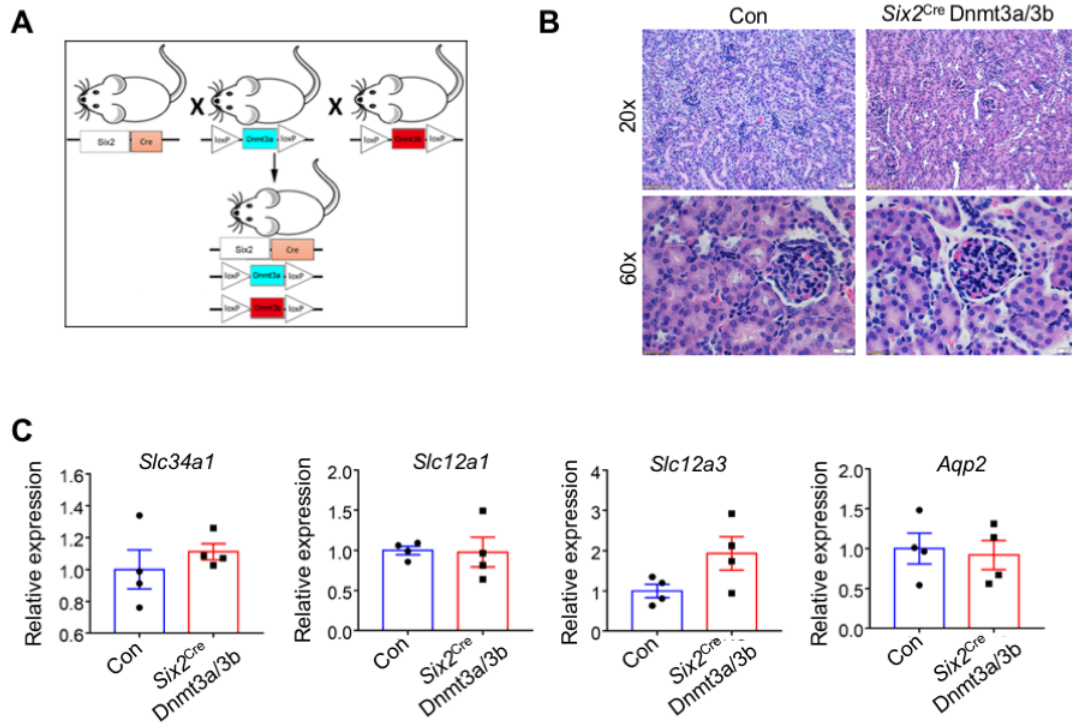 A
X
X
Six2
Cre
loxP
Dnmt3a
loxP
loxP
Dnmt3b
loxP
Six2
Cre
loxP
Dnmt3a
loxP
loxP
Dnmt3b
loxP
B
Con
Six2Cre Dnmt3a/3b
20x
60x
C
Slc34a1
Relative expression
1.6
1.4
1.2
1.0
0.8
0.6
Con
Six2Cre
Dnmt3a/3b
Slc12a1
Relative expression
2.0
1.5
1.0
0.5
0.0
Con
Six2Cre
Dnmt3a/3b
Slc12a3
Relative expression
4
3
2
1
0
Con
Six2Cre
Dnmt3a/3b
Aqp2
Relative expression
2.0
1.5
1.0
0.5
0.0
Con
Six2Cre
Dnmt3a/3b